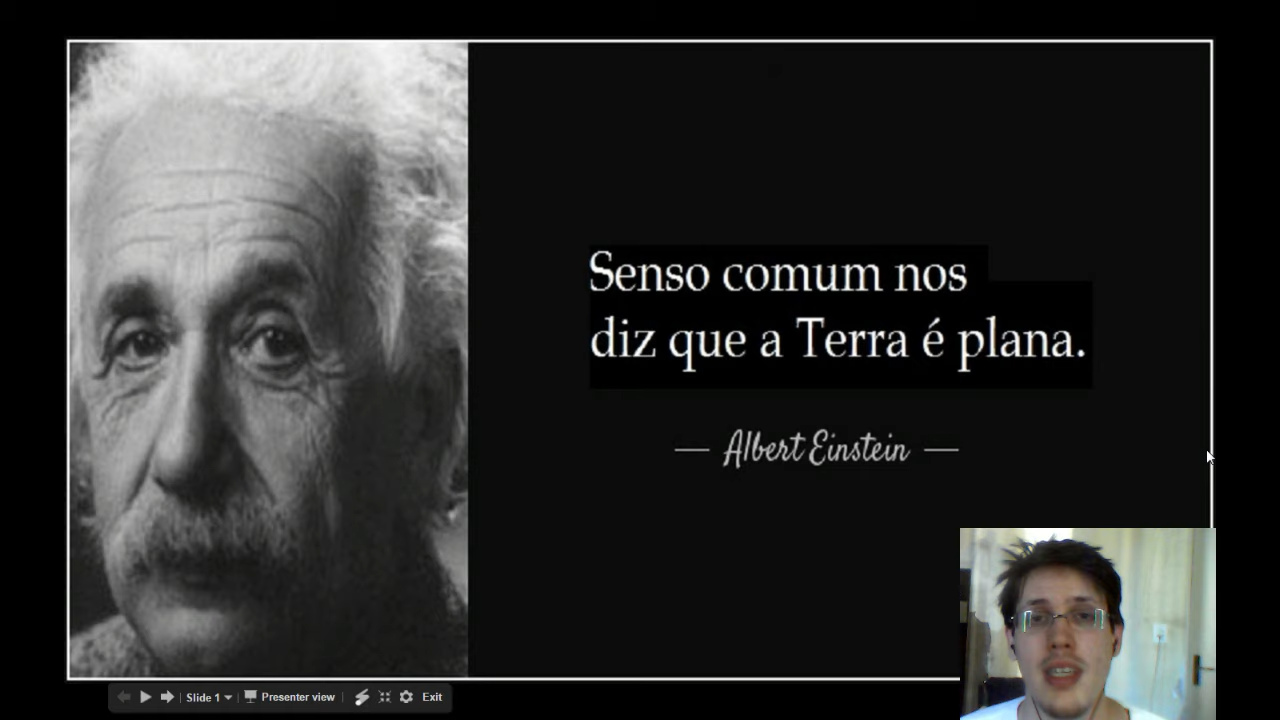 Senso comum nos
diz que a Terra é plana.
— Albert Einstein —
Slide 1
Presenter view
Exit